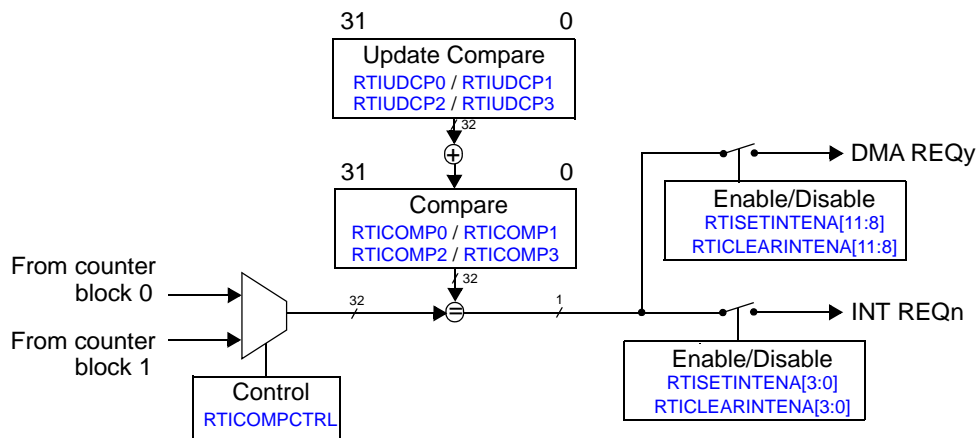 31 0
Update Compare
RTIUDCP0 / RTIUDCP1
RTIUDCP2 / RTIUDCP3
32
+
31 0
Compare
RTICOMP0 / RTICOMP1
RTICOMP2 / RTICOMP3
32
DMA REQy
Enable/Disable
RTISETINTENA[11:8]
RTICLEARINTENA[11:8]
From counter
block 0
32
=
1
INT REQn
From counter
block 1
Control
RTICOMPCTRL
Enable/Disable
RTISETINTENA[3:0]
RTICLEARINTENA[3:0]